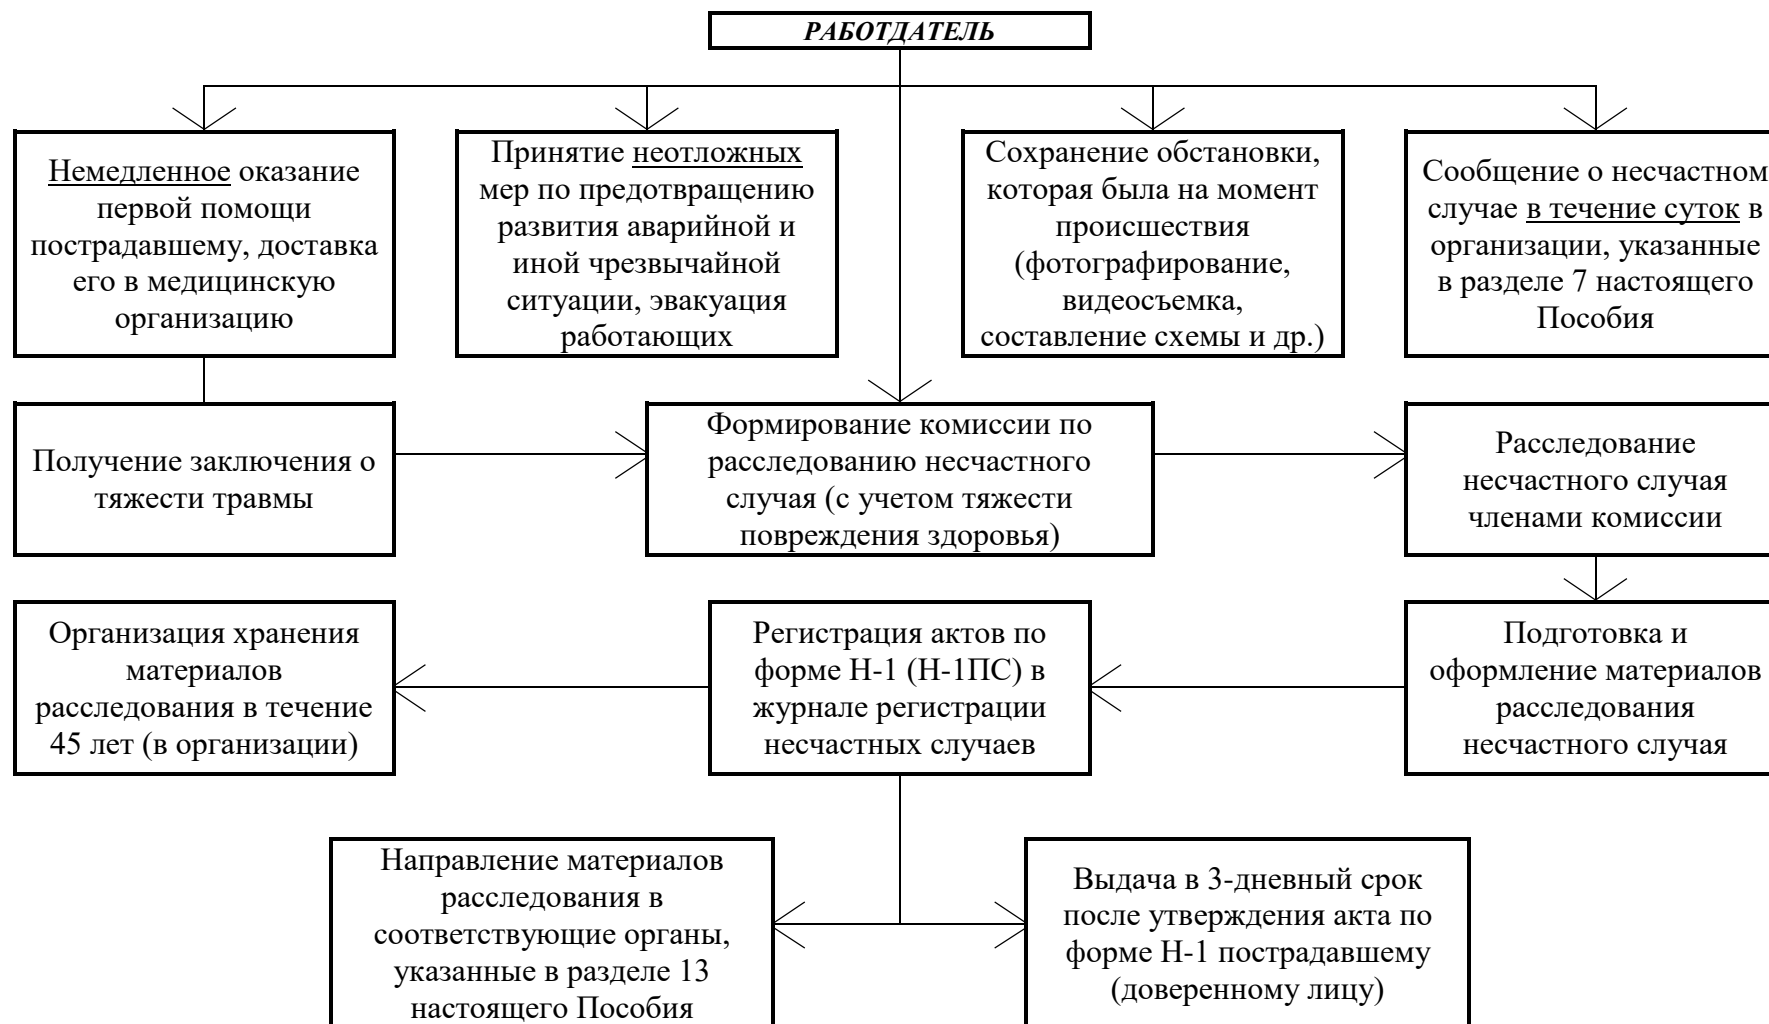 РАБОТДАТЕЛЬ
Немедленное оказание
первой помощи
пострадавшему, доставка
его в медицинскую
организацию
Принятие неотложных
мер по предотвращению
развития аварийной и
иной чрезвычайной
ситуации, эвакуация
работающих
Сохранение обстановки,
которая была на момент
происшествия
(фотографирование,
видеосъемка,
составление схемы и др.)
Сообщение о несчастном
случае в течение суток в
организации, указанные
в разделе 7 настоящего
Пособия
Получение заключения о
тяжести травмы
Формирование комиссии по
расследованию несчастного
случая (с учетом тяжести
повреждения здоровья)
Расследование
несчастного случая
членами комиссии
Организация хранения
материалов
расследования в течение
45 лет (в организации)
Регистрация актов по
форме Н-1 (Н-1ПС) в
журнале регистрации
несчастных случаев
Подготовка и
оформление материалов
расследования
несчастного случая
Направление материалов
расследования в
соответствующие органы,
указанные в разделе 13
настоящего Пособия
Выдача в 3-дневный срок
после утверждения акта по
форме Н-1 пострадавшему
(доверенному лицу)